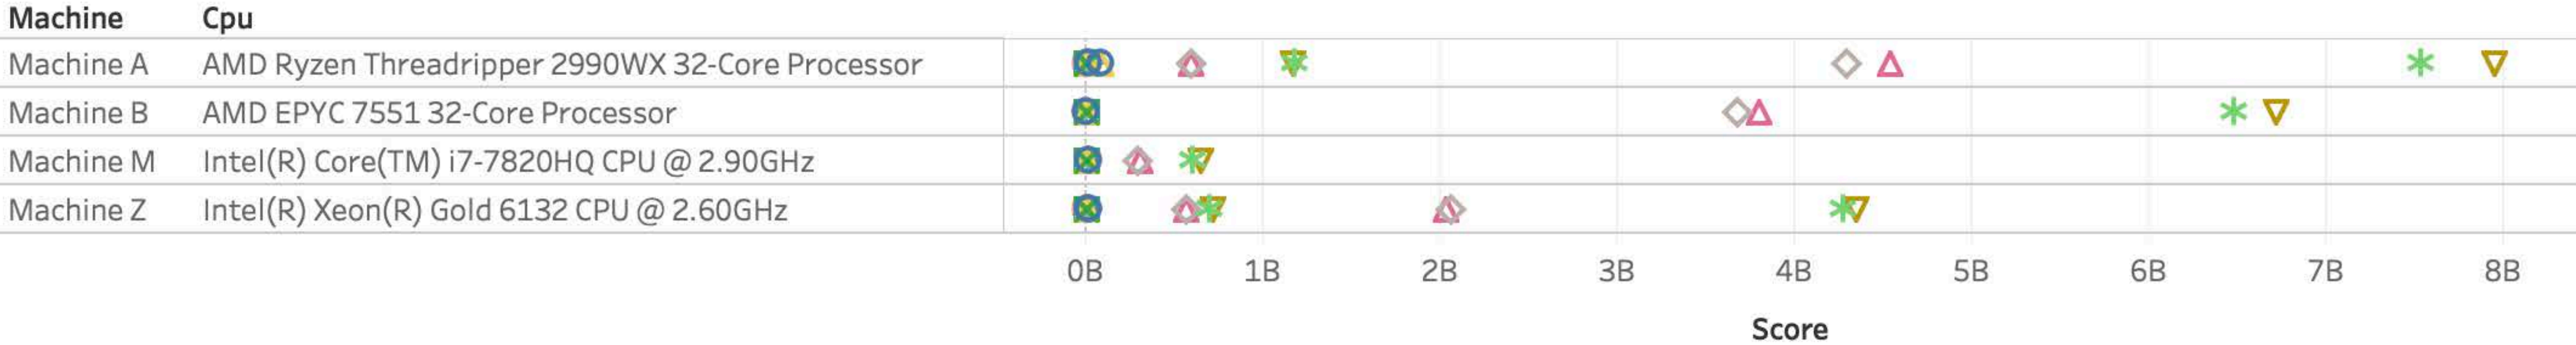 Machine Cpu
Machine A AMD Ryzen Threadripper 2990WX 32-Core Processor
Machine B AMD EPYC 7551 32-Core Processor
Machine M Intel(R) Core(TM) i7-7820HQ CPU @ 2.90GHz
Machine Z Intel(R) Xeon(R) Gold 6132 CPU @ 2.60GHz
0B 1B 2B 3B 4B 5B 6B 7B 8B
Score